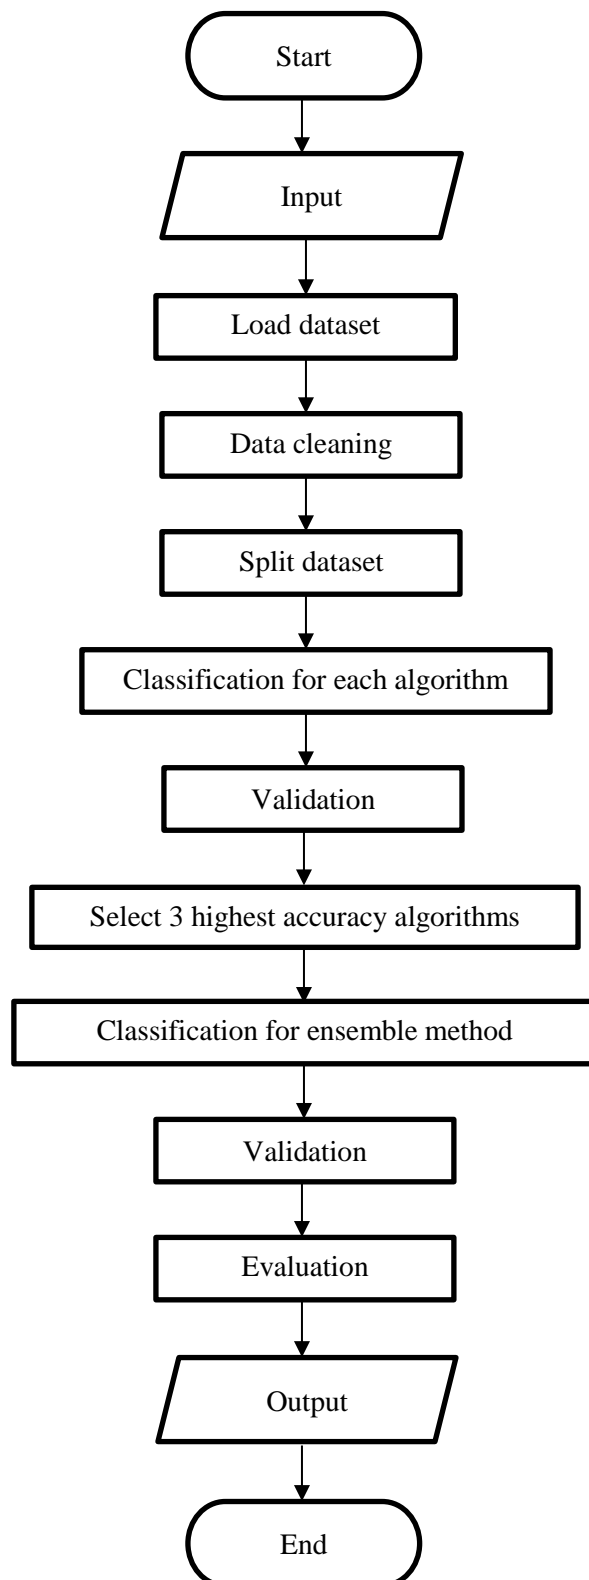 Start
Input
Load dataset
Data cleaning
Split dataset
Classification for each algorithm
Validation
Select 3 highest accuracy algorithms
Classification for ensemble method
Validation
Evaluation
Output
End